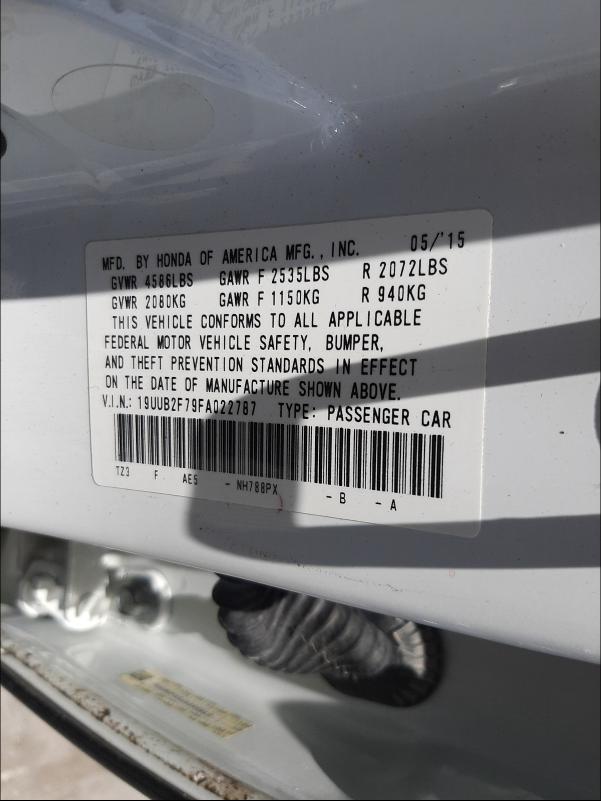 MFD. BY HONDA OF AMERICA MFG., INC. 05/'15
GVWR 4586LBS GAWR F 2535LBS R 2072LBS
GVWR 2080KG GAWR F 1150KG R 940KG
THIS VEHICLE CONFORMS TO ALL APPLICABLE
FEDERAL MOTOR VEHICLE SAFETY, BUMPER,
AND THEFT PREVENTION STANDARDS IN EFFECT
ON THE DATE OF MANUFACTURE SHOWN ABOVE.
V.I.N.: 19UUB2F79FA022787 TYPE: PASSENGER CAR
TZ3 F AE5 - NH788PX - B - A